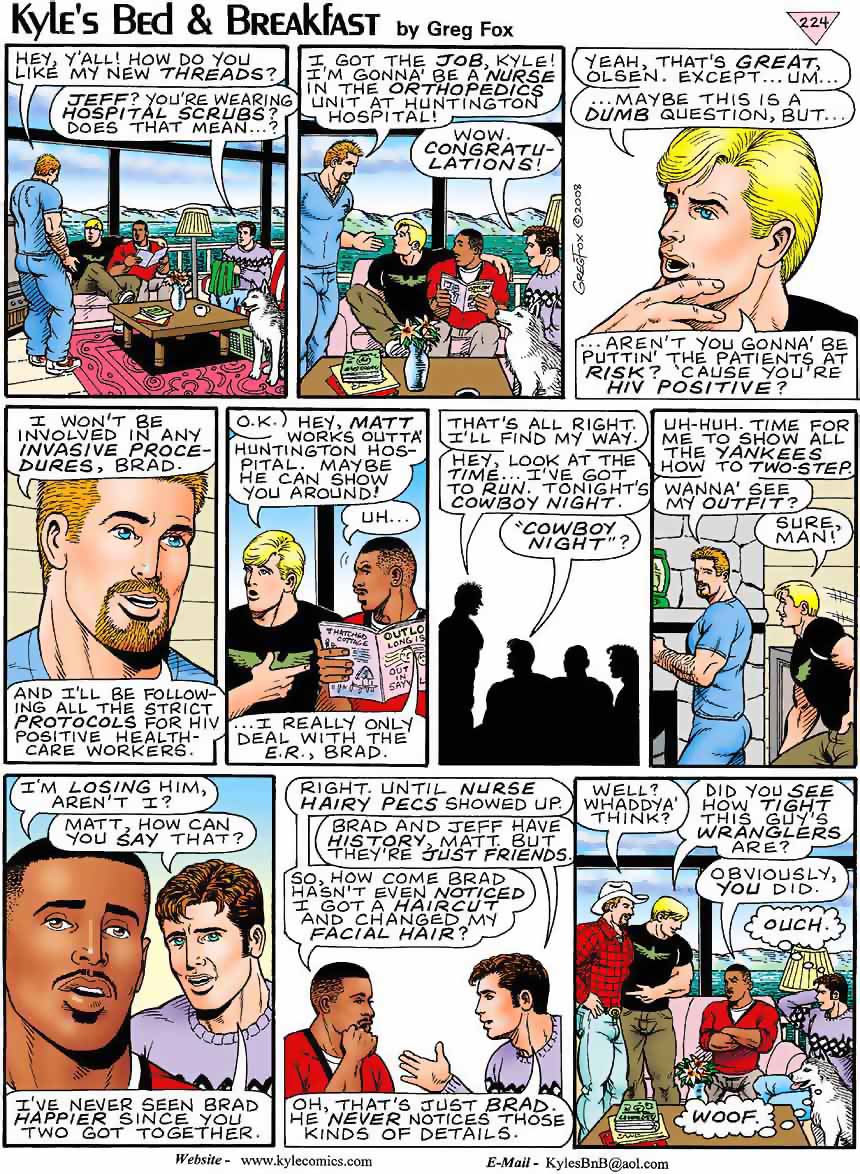 Kyle's Bed & Breakfast by Greg Fox
224
HEY, Y'ALL! HOW DO YOU
LIKE MY NEW THREADS?
JEFF? YOU'RE WEARING
HOSPITAL SCRUBS?
DOES THAT MEAN...?
I GOT THE JOB, KYLE!
I'M GONNA' BE A NURSE
IN THE ORTHOPEDICS
UNIT AT HUNTINGTON
HOSPITAL!
WOW.
CONGRATU-
LATIONS!
YEAH, THAT'S GREAT,
OLSEN. EXCEPT...UM...
...MAYBE THIS IS A
DUMB QUESTION, BUT...
GREGFOX ©2008
...AREN'T YOU GONNA' BE
PUTTIN' THE PATIENTS AT
RISK? 'CAUSE YOU'RE
HIV POSITIVE?
I WON'T BE
INVOLVED IN ANY
INVASIVE PROCE-
DURES, BRAD.
AND I'LL BE FOLLOW-
ING ALL THE STRICT
PROTOCOLS FOR HIV
POSITIVE HEALTH-
CARE WORKERS.
O.K. HEY, MATT
WORKS OUTTA'
HUNTINGTON HOS-
PITAL. MAYBE
HE CAN SHOW
YOU AROUND!
UH...
THATCHED
COTTAGE
OUTLO
LONG IS
OUT
IN
SAY
...I REALLY ONLY
DEAL WITH THE
E.R., BRAD.
THAT'S ALL RIGHT.
I'LL FIND MY WAY.
HEY, LOOK AT THE
TIME... I'VE GOT
TO RUN. TONIGHT'S
COWBOY NIGHT.
"COWBOY
NIGHT"?
UH-HUH. TIME FOR
ME TO SHOW ALL
THE YANKEES
HOW TO TWO-STEP.
WANNA' SEE
MY OUTFIT?
SURE,
MAN!
I'M LOSING HIM,
AREN'T I?
MATT, HOW CAN
YOU SAY THAT?
I'VE NEVER SEEN BRAD
HAPPIER SINCE YOU
TWO GOT TOGETHER.
RIGHT. UNTIL NURSE
HAIRY PECS SHOWED UP.
BRAD AND JEFF HAVE
HISTORY, MATT. BUT
THEY'RE JUST FRIENDS.
SO, HOW COME BRAD
HASN'T EVEN NOTICED
I GOT A HAIRCUT
AND CHANGED MY
FACIAL HAIR?
OH, THAT'S JUST BRAD.
HE NEVER NOTICES THOSE
KINDS OF DETAILS.
WELL?
WHADDYA'
THINK?
DID YOU SEE
HOW TIGHT
THIS GUY'S
WRANGLERS
ARE?
OBVIOUSLY,
YOU DID.
OUCH.
WOOF.
Website - www.kylecomics.com
E-Mail - KylesBnB@aol.com